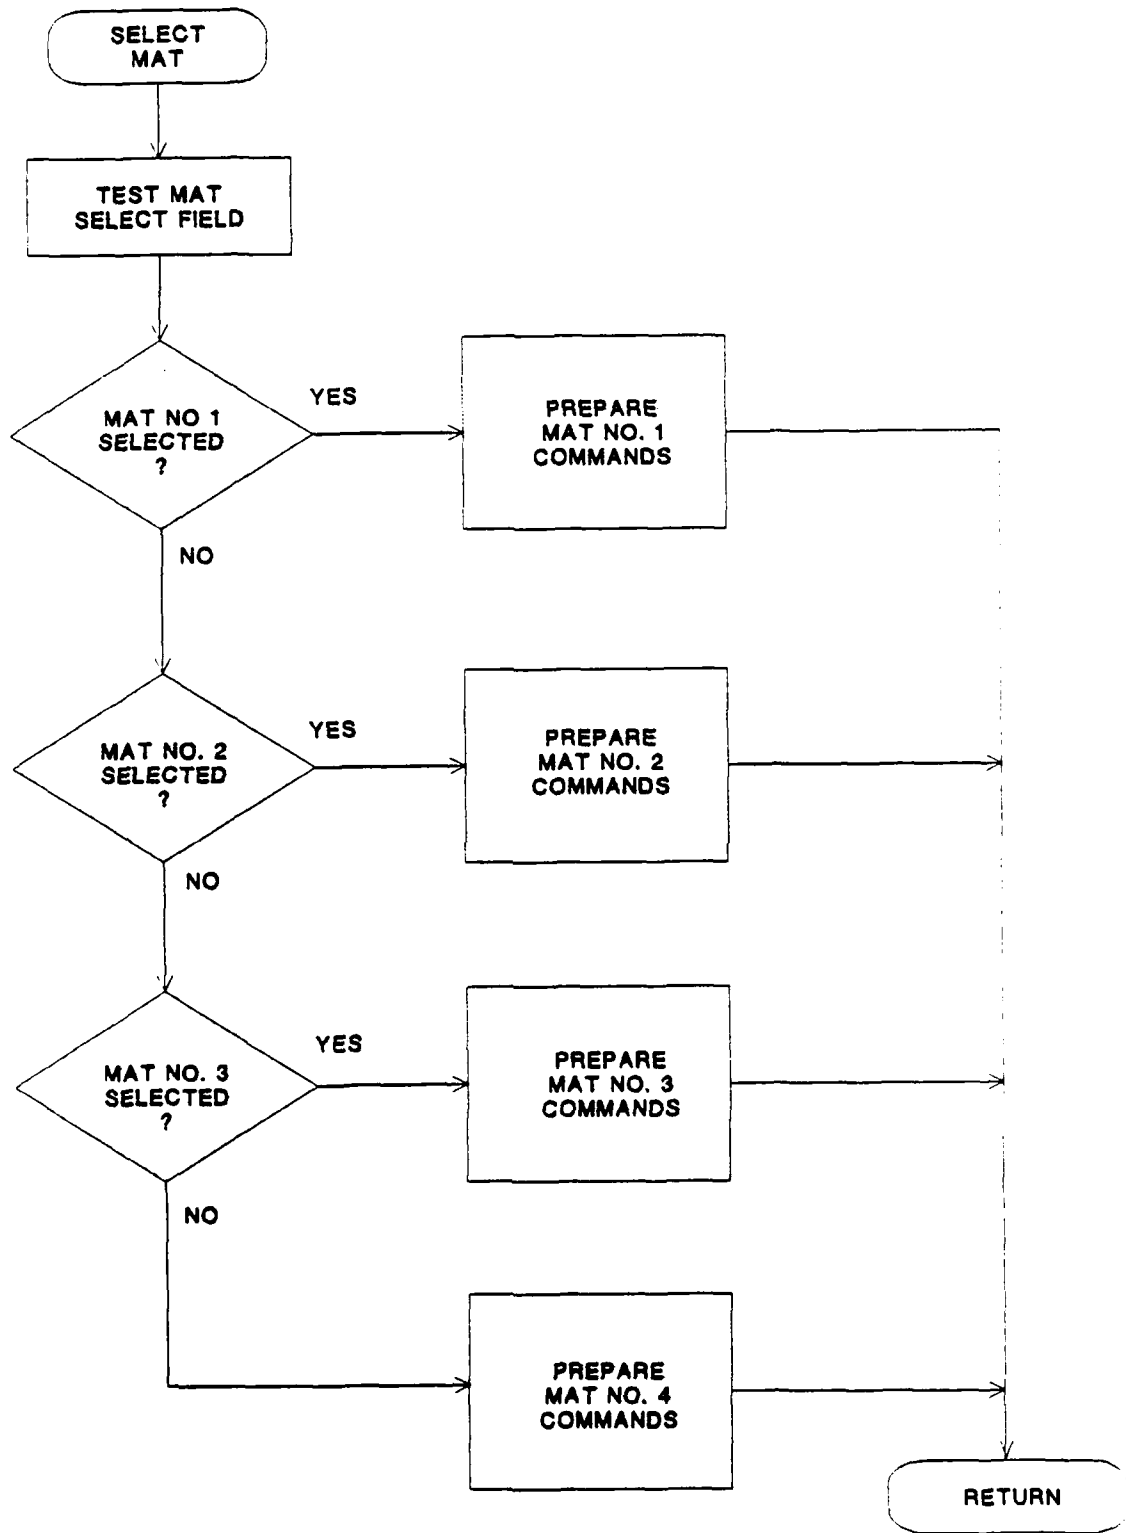 SELECT
MAT
TEST MAT
SELECT FIELD
MAT NO 1
SELECTED
?
YES
PREPARE
MAT NO. 1
COMMANDS
NO
MAT NO. 2
SELECTED
?
YES
PREPARE
MAT NO. 2
COMMANDS
NO
MAT NO. 3
SELECTED
?
YES
PREPARE
MAT NO. 3
COMMANDS
NO
PREPARE
MAT NO. 4
COMMANDS
RETURN